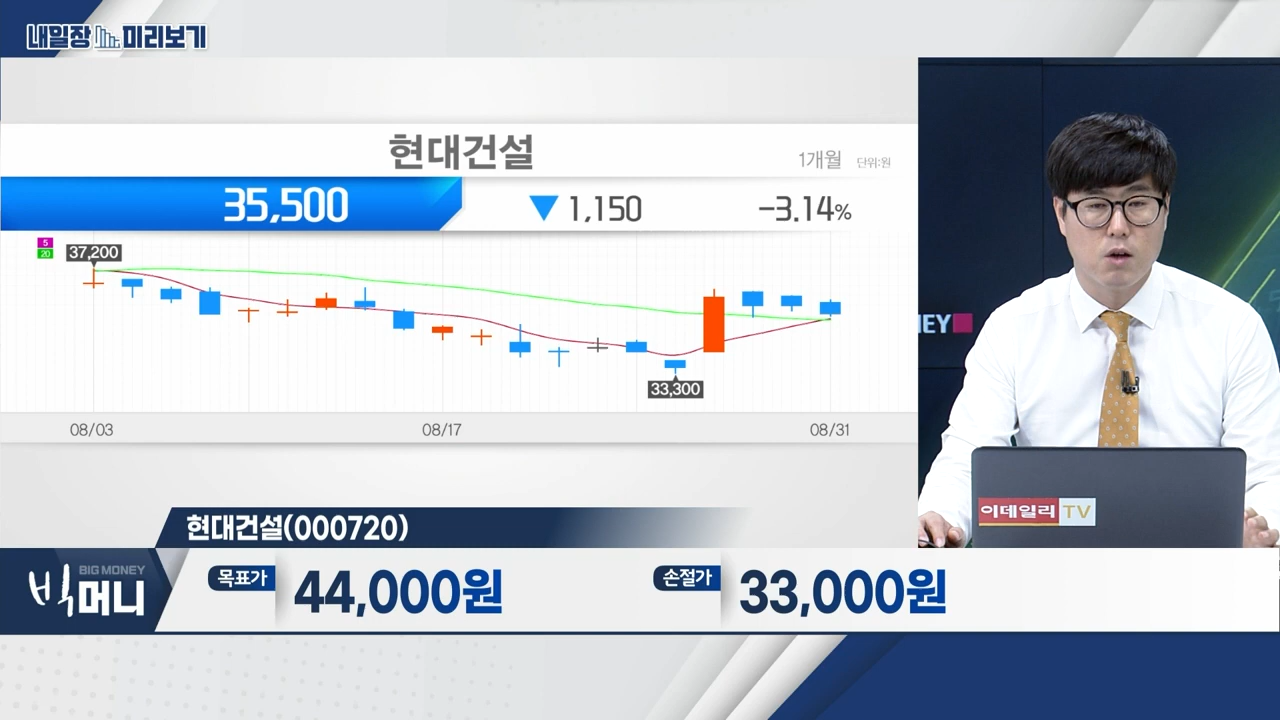 내일장 미리보기
현대건설
1개월 단위:원
35,500 ▼1,150 -3.14%
5
20
37,200
33,300
08/03 08/17 08/31
NEY
이데일리 TV
현대건설(000720)
BIG MONEY
빅머니
목표가 44,000원 손절가 33,000원